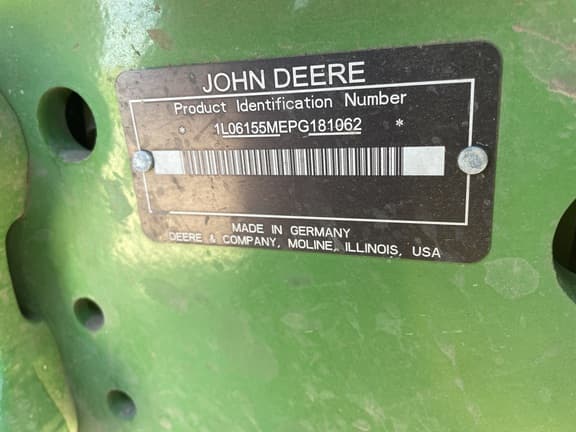 JOHN DEERE
Product Identification Number
* 1L06155MEPG181062 *
MADE IN GERMANY
DEERE & COMPANY, MOLINE, ILLINOIS, USA